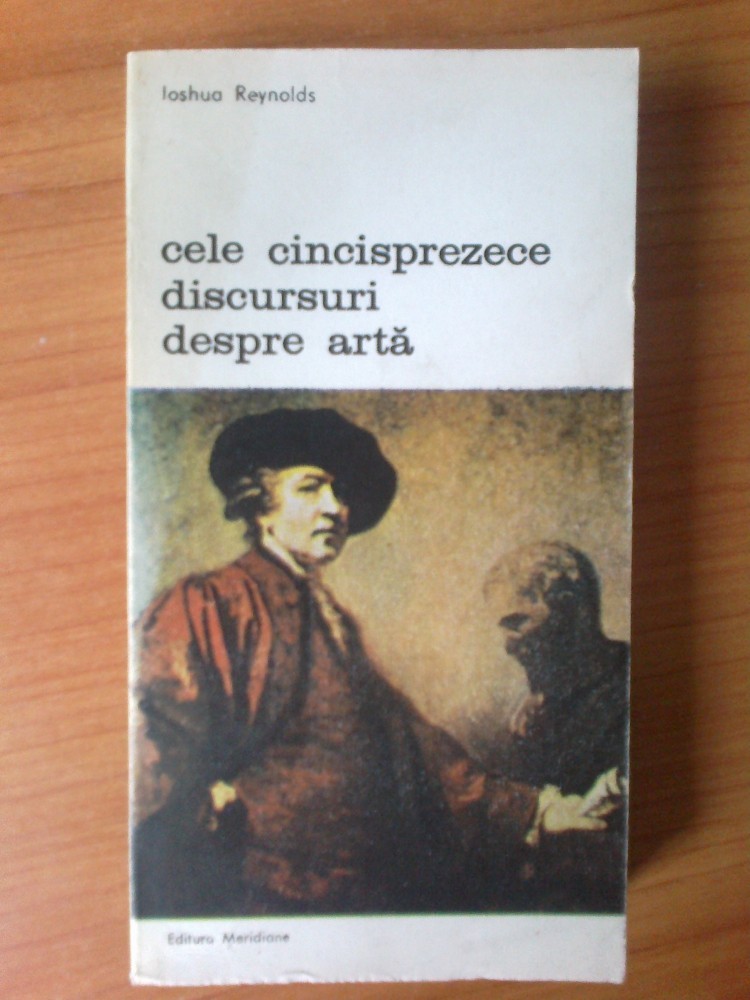 Ioshua Reynolds
cele cincisprezece
discursuri
despre artă
Editura Meridiane